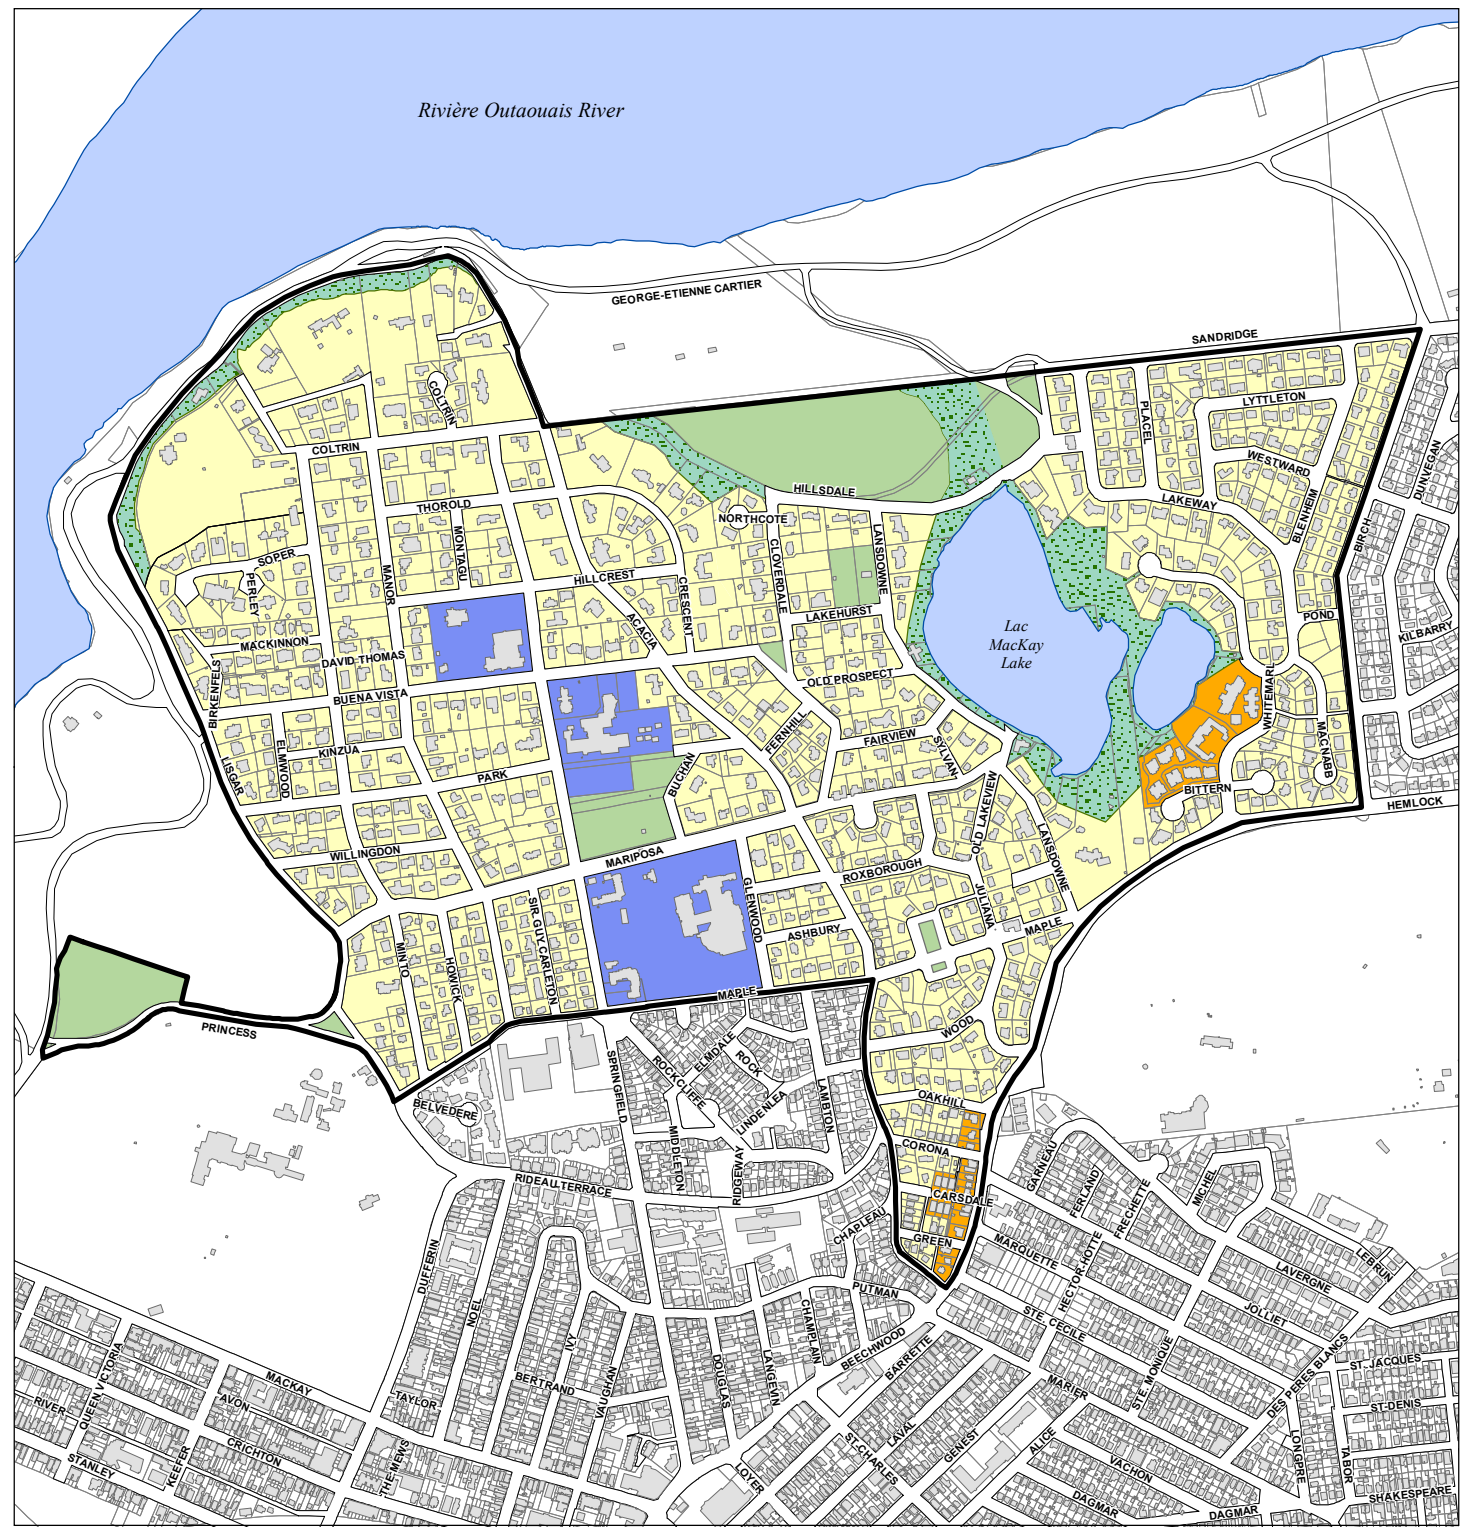 Rivière Outaouais River
GEORGE-ETIENNE CARTIER
SANDRIDGE
COLTRIN
LYTTLETON
PLACEL
COLTRIN
DUNVEGAN
WESTWARD
HILLSDALE
LAKEWAY
THOROLD
NORTHCOTE
BLENHEIM
BIRCH
MONTAGU
LANSDOWNE
SOPER
CLOVERDALE
PERLEY
MANOR
HILLCREST
CRESCENT
LAKEHURST
POND
ACACIA
KILBARRY
MACKINNON
Lac
MacKay
Lake
DAVID THOMAS
OLD PROSPECT
BIRKENFELS
BUENA VISTA
WHITEMARL
MACNABB
FERNHILL
FAIRVIEW
SYLVAN
ELMWOOD
KINZUA
LISGAR
PARK
BUCHAN
BITTERN
HEMLOCK
OLD LAKEVIEW
WILLINGDON
MARIPOSA
LANSDOWNE
ROXBOROUGH
GLENWOOD
JULIANA
SIR. GUY CARLETON
ASHBURY
MAPLE
MINTO
HOWICK
MAPLE
PRINCESS
WOOD
ELMDALE
ROCK
ROCKCLIFFE
SPRINGFIELD
LINDENLEA
LAMBTON
OAKHILL
BELVEDERE
MIDDLETON
CORONA
GARNEAU
RIDGEWAY
RIDEAU TERRACE
CARSDALE
FERLAND
FRECHETTE
MICHEL
CHAPLEAU
GREEN
MARQUETTE
HECTOR HOTTE
LEBRUN
LAVERGNE
DUFFERIN
NOEL
PUTMAN
JOLLIET
STE. CECILE
CHAMPLAIN
IVY
BEECHWOOD
BARRETTE
QUEEN VICTORIA
DOUGLAS
LANGEVIN
STE. MONIQUE
DES PERES BLANCS
ST- JACQUES
MACKAY
BERTRAND
VAUGHAN
MARIER
RIVER
AVON
TAYLOR
ST-DENIS
LAVAL
ALICE
CRICHTON
ST-CHARLES
GENEST
LONGPRE
TABOR
STANLEY
KEEFER
THE MEWS
LOYER
VACHON
SHAKESPEARE
DAGMAR
DAGMAR